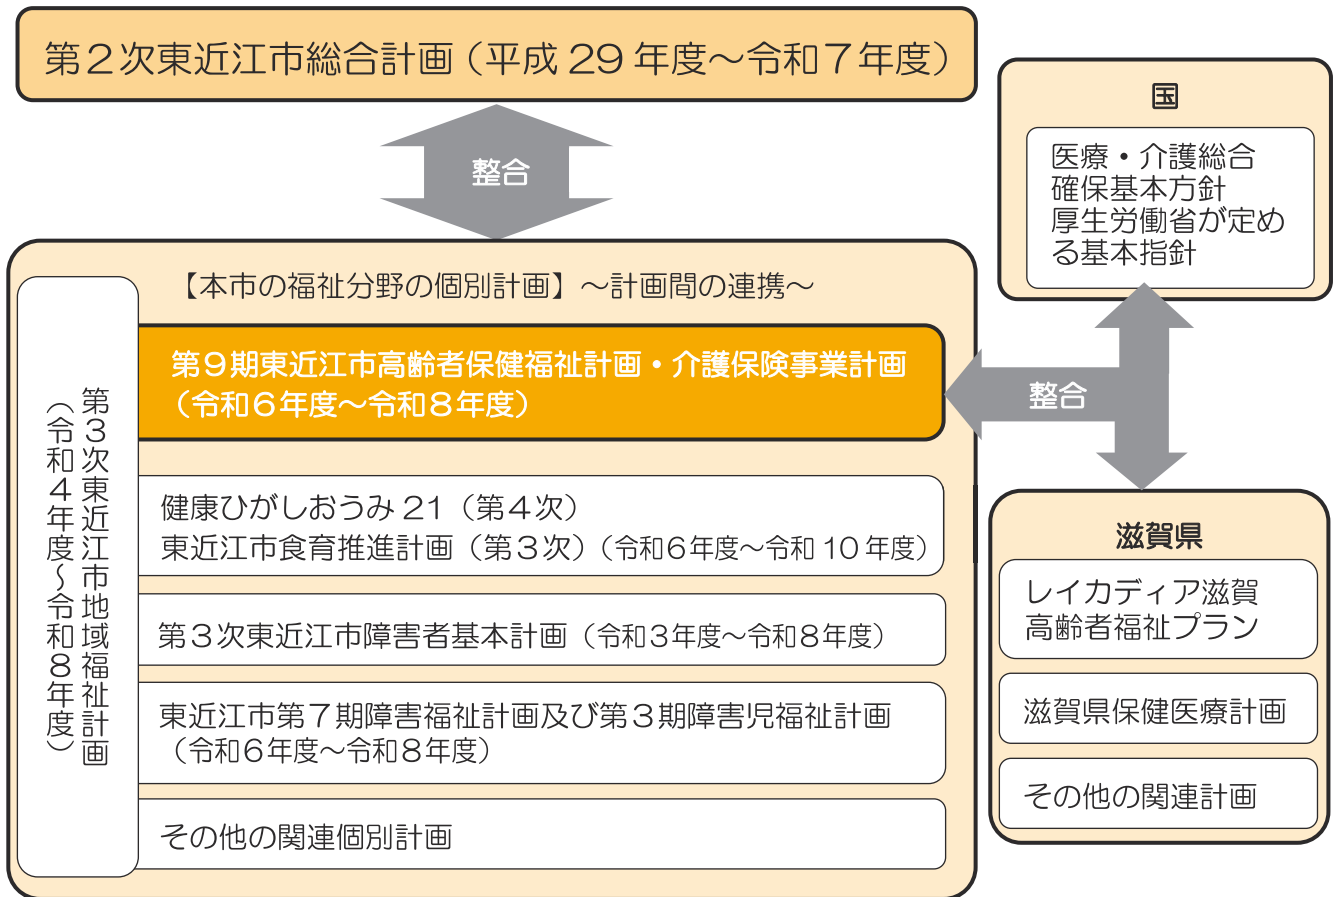 第２次東近江市総合計画（平成 29 年度～令和７年度）
整合
【本市の福祉分野の個別計画】～計画間の連携～
第３次東近江市地域福祉計画
（令和４年度～令和８年度）
第９期東近江市高齢者保健福祉計画・介護保険事業計画
（令和６年度～令和８年度）
健康ひがしおうみ 21（第４次）
東近江市食育推進計画（第３次）（令和６年度～令和 10 年度）
第３次東近江市障害者基本計画（令和３年度～令和８年度）
東近江市第７期障害福祉計画及び第３期障害児福祉計画
（令和６年度～令和８年度）
その他の関連個別計画
国
医療・介護総合
確保基本方針
厚生労働省が定め
る基本指針
整合
滋賀県
レイカディア滋賀
高齢者福祉プラン
滋賀県保健医療計画
その他の関連計画